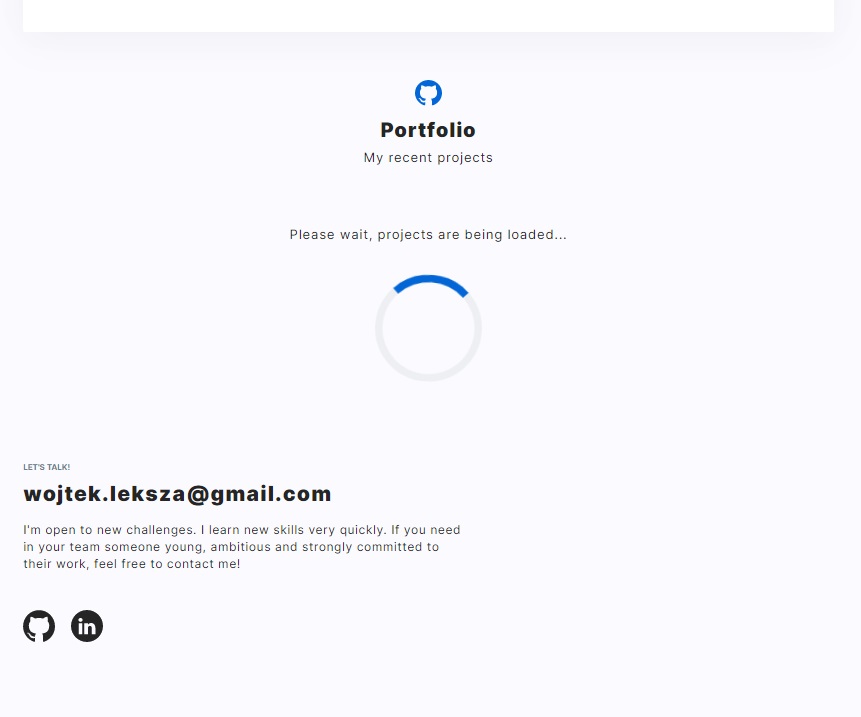 Portfolio
My recent projects
Please wait, projects are being loaded...
LET'S TALK!
wojtek.leksza@gmail.com
I'm open to new challenges. I learn new skills very quickly. If you need
in your team someone young, ambitious and strongly committed to
their work, feel free to contact me!
in